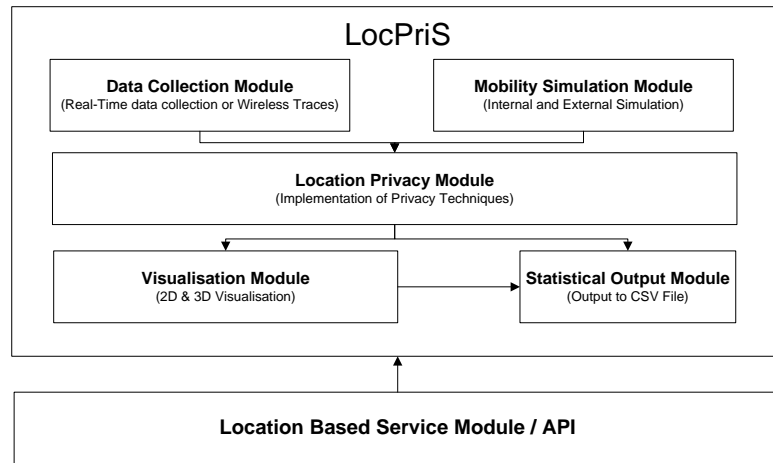 LocPriS
Data Collection Module
(Real-Time data collection or Wireless Traces)
Mobility Simulation Module
(Internal and External Simulation)
Location Privacy Module
(Implementation of Privacy Techniques)
Visualisation Module
(2D & 3D Visualisation)
Statistical Output Module
(Output to CSV File)
Location Based Service Module / API